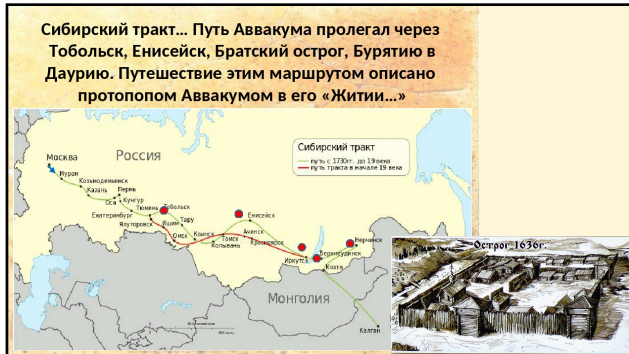 Сибирский тракт... Путь Аввакума пролегал через
Тобольск, Енисейск, Братский острог, Бурятию в
Даурию. Путешествие этим маршрутом описано
протопопом Аввакумом в его «Житии...»
Сибирский тракт
путь с 1730гг. до 19 века
путь тракта в начале 19 века
Россия
Москва
Муром
Козьмодемьянск
Казань
Пермь
Оса
Кунгур
Екатеринбург
Тюмень
Тобольск
Ялуторовск
Ишим
Тару
Омск
Каинск
Колывань
Томск
Енисейск
Ачинск
Красноярск
Иркутск
Верхнеудинск
Нерчинск
Кяхта
Монголия
Калган
Острог 1636г.